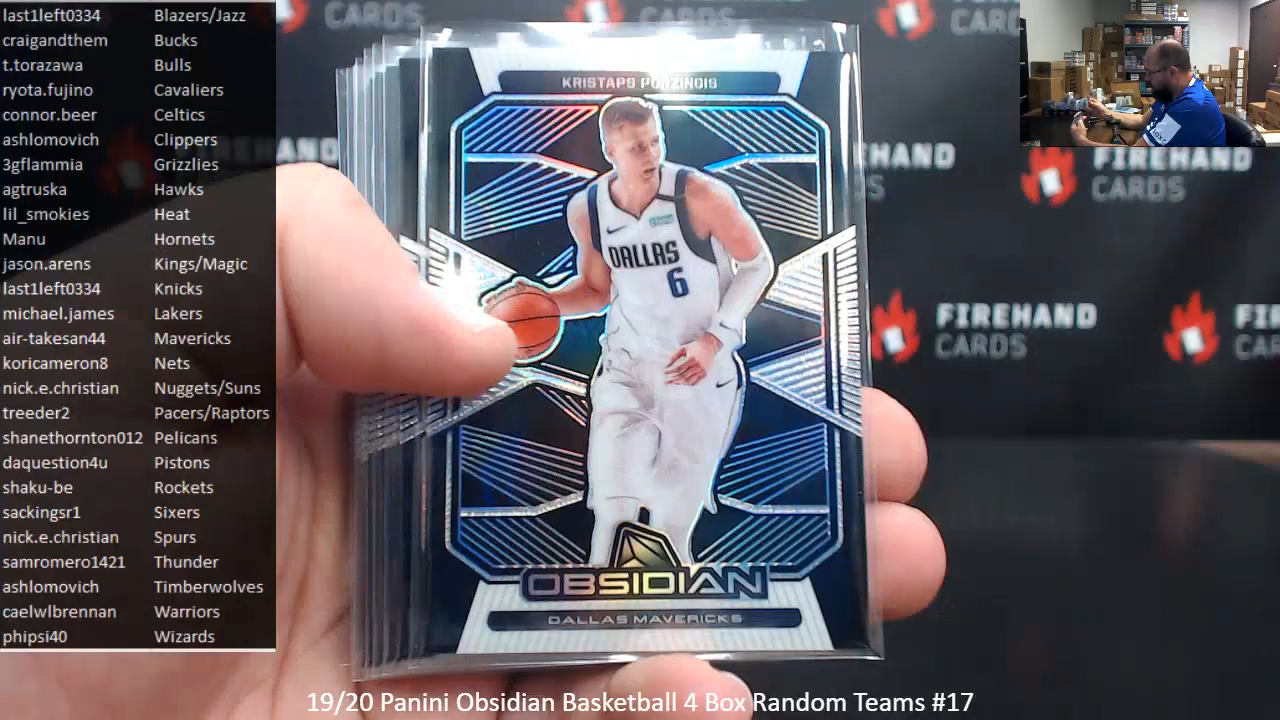 last1left0334 Blazers/Jazz
craigandthem Bucks
t.torazawa Bulls
ryota.fujino Cavaliers
connor.beer Celtics
ashlomovich Clippers
3gflammia Grizzlies
agtruska Hawks
lil_smokies Heat
Manu Hornets
jason.arens Kings/Magic
last1left0334 Knicks
michael.james Lakers
air-takesan44 Mavericks
koricameron8 Nets
nick.e.christian Nuggets/Suns
treeder2 Pacers/Raptors
shanethornton012 Pelicans
daquestion4u Pistons
shaku-be Rockets
sackingsr1 Sixers
nick.e.christian Spurs
samromero1421 Thunder
ashlomovich Timberwolves
caelwlbrennan Warriors
phipsi40 Wizards
CARDS
CARDS
KRISTAPS PORZINGIS
DALLAS
6
OBSIDIAN
DALLAS MAVERICKS
FIREHAND
CARDS
FIREHAND
CARDS
19/20 Panini Obsidian Basketball 4 Box Random Teams #17